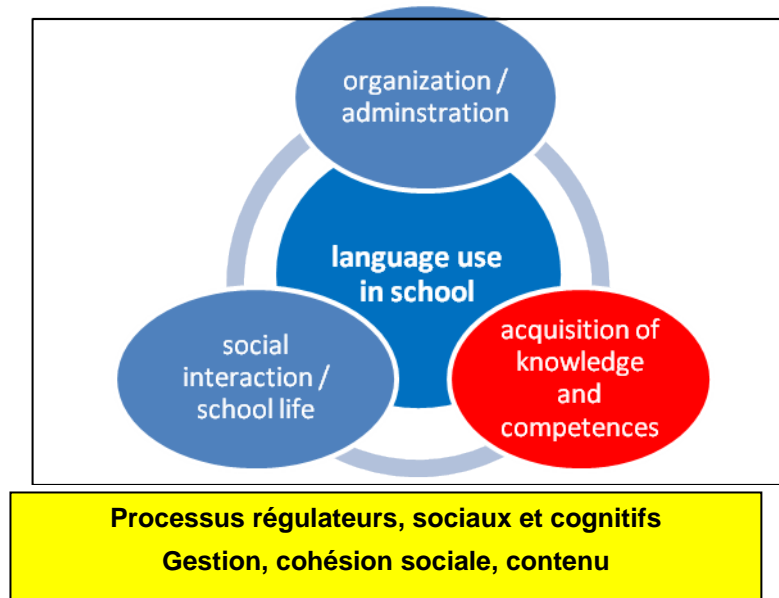 organization /
adminstration
language use
in school
social
interaction /
school life
acquisition of
knowledge
and
competences
Processus régulateurs, sociaux et cognitifs
Gestion, cohésion sociale, contenu